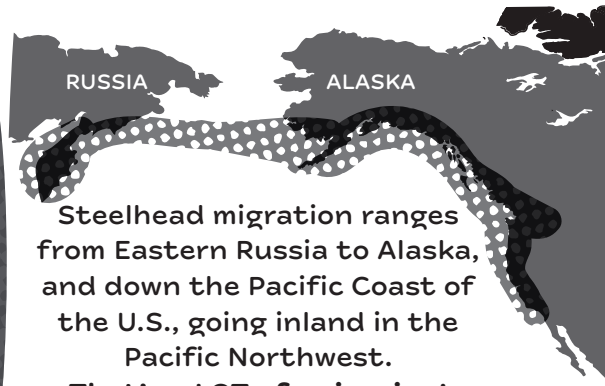 RUSSIA
ALASKA
Steelhead migration ranges
from Eastern Russia to Alaska,
and down the Pacific Coast of
the U.S., going inland in the
Pacific Northwest.